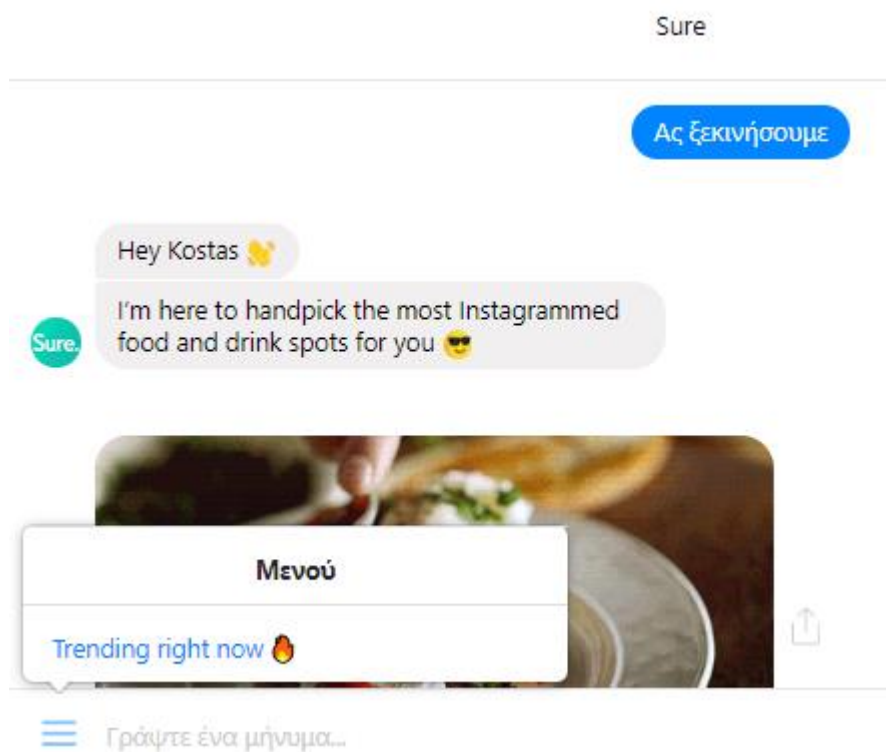 Sure
Ας ξεκινήσουμε
Hey Kostas 👋
I'm here to handpick the most Instagrammed
food and drink spots for you 😎
Sure.
Μενού
Trending right now 🔥
Γράψτε ένα μήνυμα...